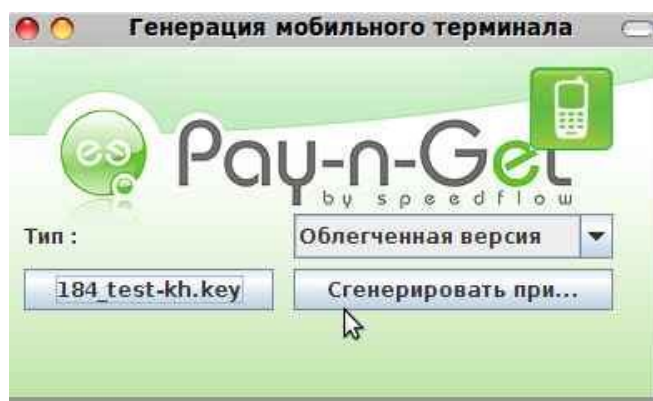 Генерация мобильного терминала
Pay-n-Get
by speedflow
Тип :
Облегченная версия
184_test-kh.key
Сгенерировать при...